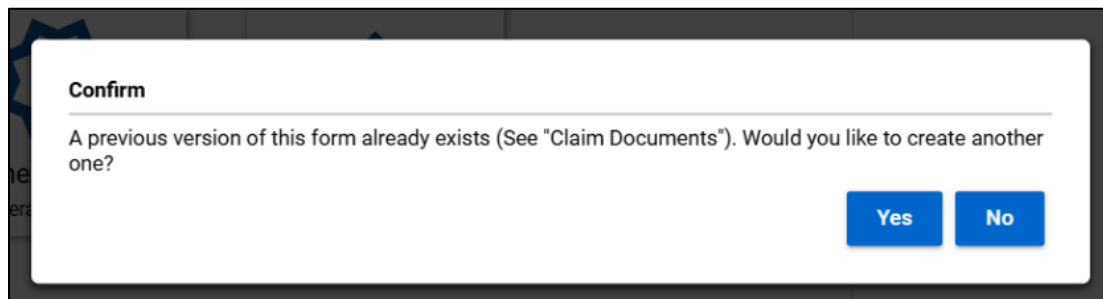 Confirm
A previous version of this form already exists (See "Claim Documents"). Would you like to create another
one?
Yes
No